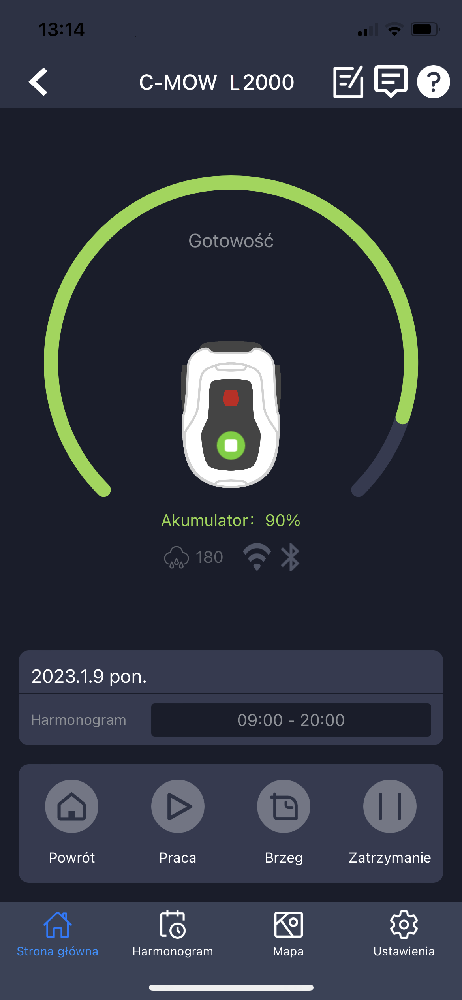 13:14
C-MOW L2000
Gotowość
Akumulator: 90%
180
2023.1.9 pon.
Harmonogram 09:00 - 20:00
Powrót Praca Brzeg Zatrzymanie
Strona główna Harmonogram Mapa Ustawienia